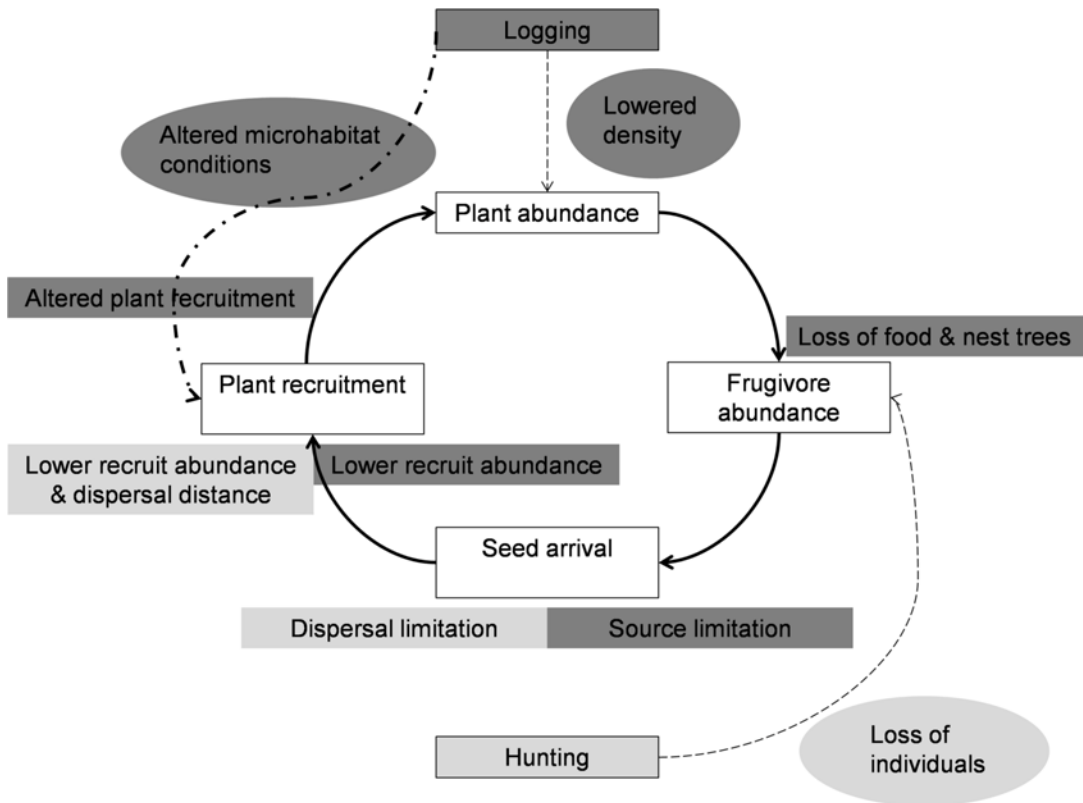 Logging
Lowered
density
Altered microhabitat
conditions
Plant abundance
Altered plant recruitment
Loss of food & nest trees
Plant recruitment
Frugivore
abundance
Lower recruit abundance
& dispersal distance
Lower recruit abundance
Seed arrival
Dispersal limitation
Source limitation
Hunting
Loss of
individuals